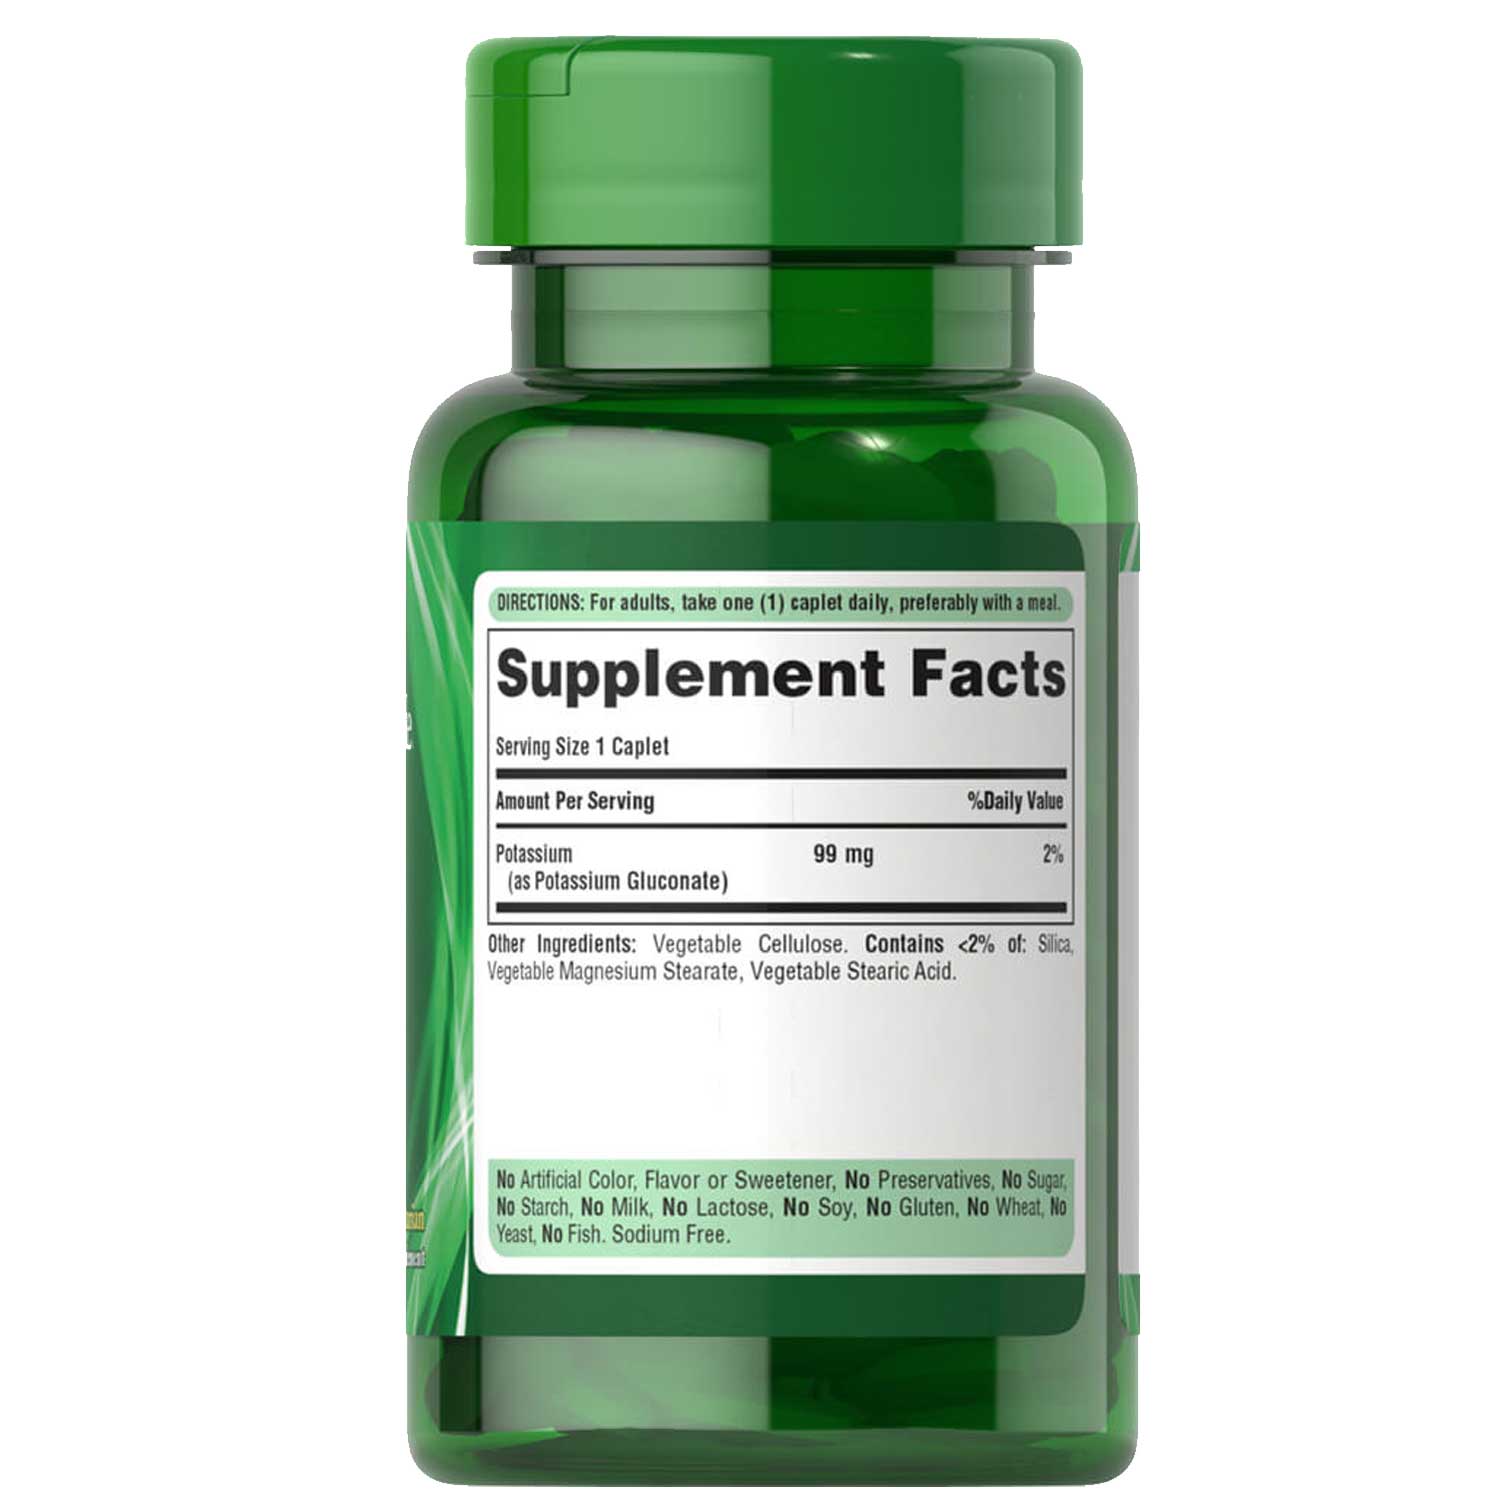 DIRECTIONS: For adults, take one (1) caplet daily, preferably with a meal.
Supplement Facts
Serving Size 1 Caplet
Amount Per Serving %Daily Value
Potassium 99 mg 2%
(as Potassium Gluconate)
Other Ingredients: Vegetable Cellulose. Contains <2% of: Silica,
Vegetable Magnesium Stearate, Vegetable Stearic Acid.
No Artificial Color, Flavor or Sweetener, No Preservatives, No Sugar,
No Starch, No Milk, No Lactose, No Soy, No Gluten, No Wheat, No
Yeast, No Fish. Sodium Free.